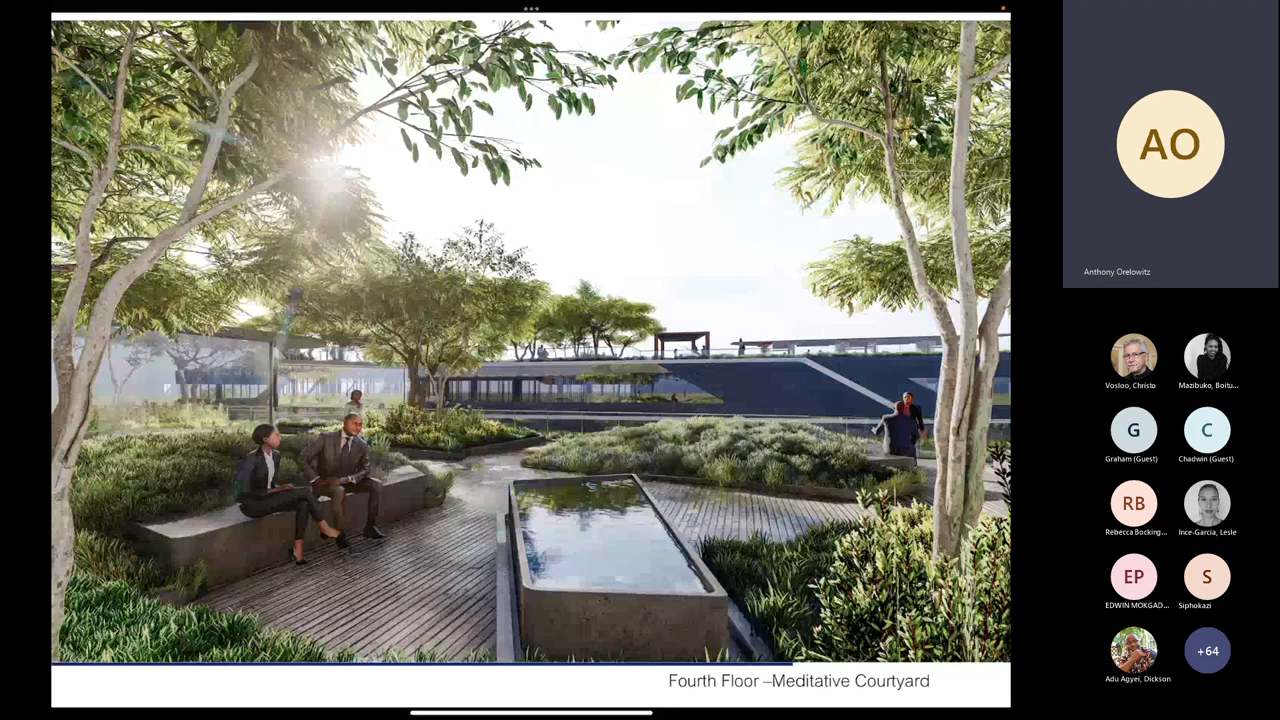 Fourth Floor –Meditative Courtyard
AO
Anthony Orelowitz
Vosloo, Christo
Mazibuko, Boitu...
G
C
Graham (Guest)
Chadwin (Guest)
RB
Rebecca Bocking...
Ince-Garcia, Lesle
EP
S
EDWIN MOKGAD...
Siphokazi
+64
Adu Agyei, Dickson